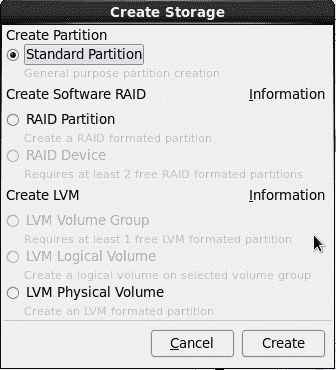 Create Storage
Create Partition
Standard Partition
General purpose partition creation
Create Software RAID Information
RAID Partition
Create a RAID formated partition
RAID Device
Requires at least 2 free RAID formated partitions
Create LVM Information
LVM Volume Group
Requires at least 1 free LVM formated partition
LVM Logical Volume
Create a logical volume on selected volume group
LVM Physical Volume
Create an LVM formated partition
Cancel Create